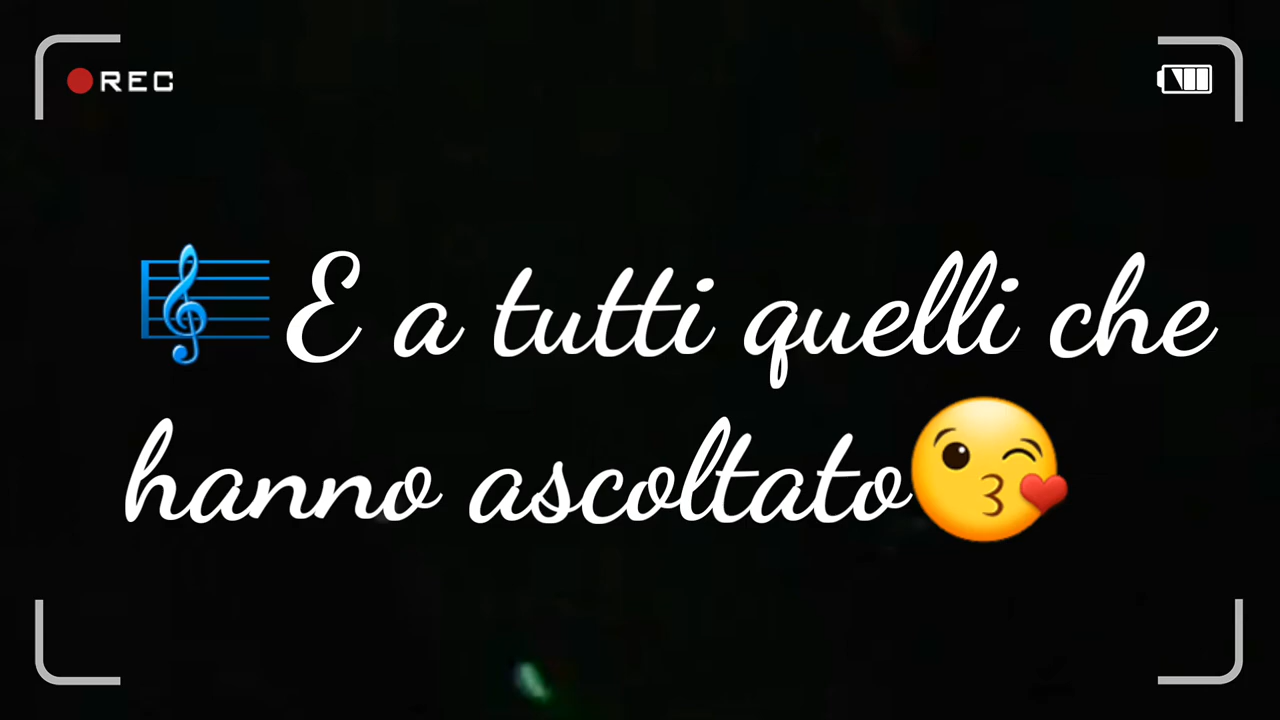 REC
🎼E a tutti quelli che
hanno ascoltato😘